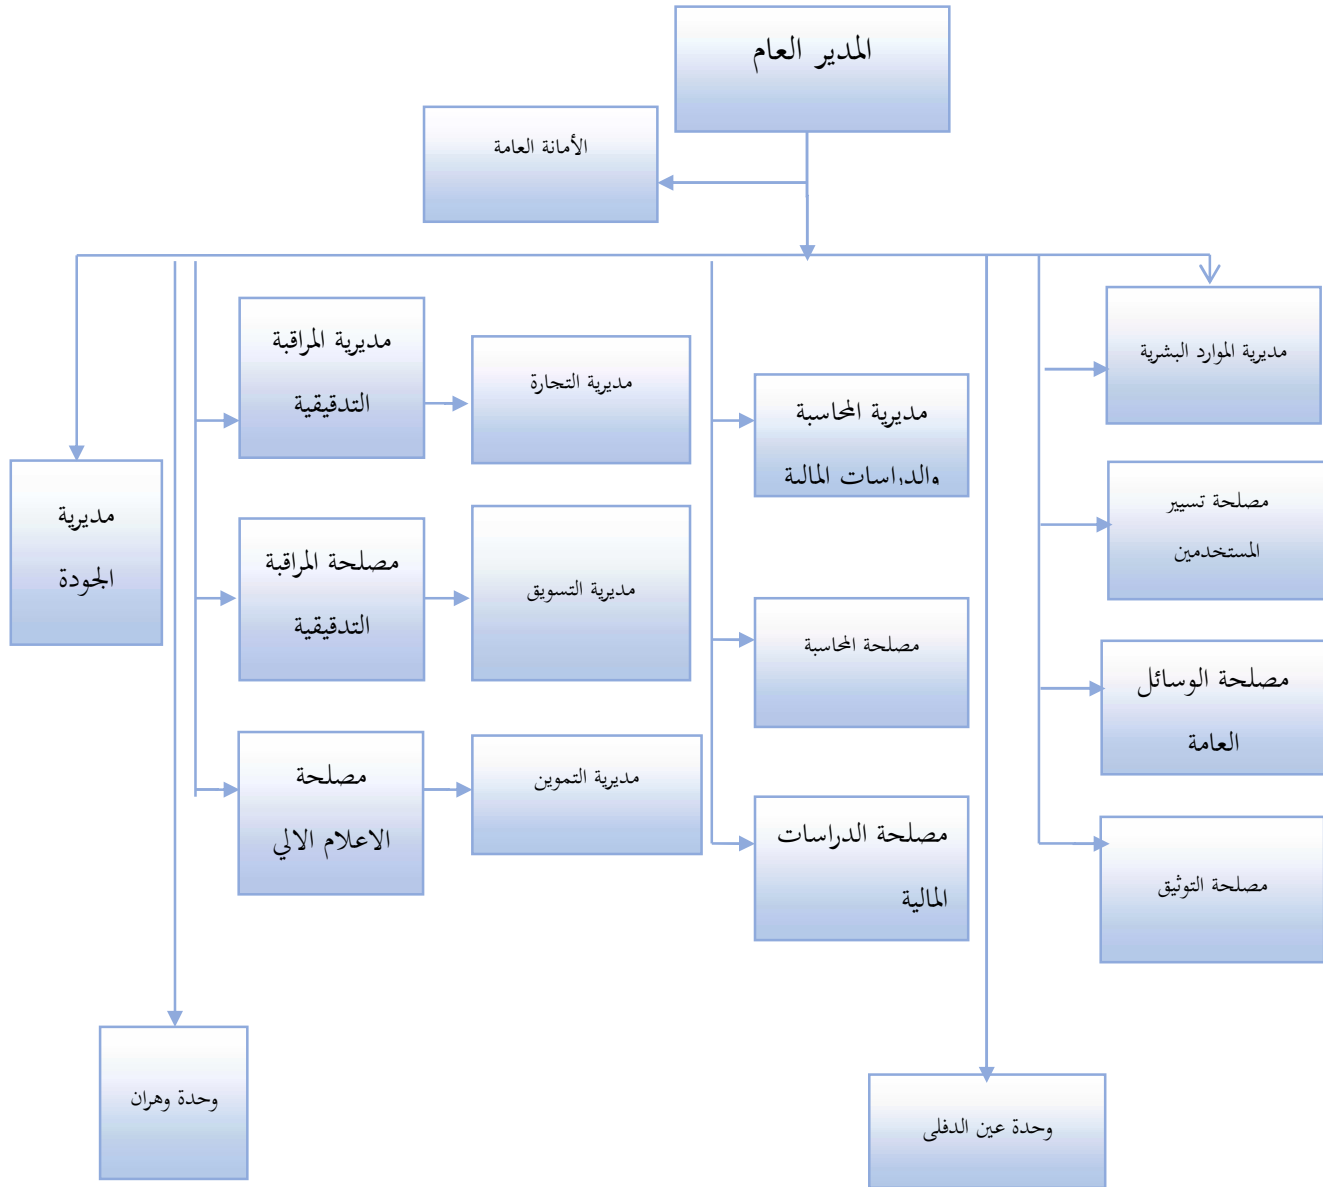 المدير العام
الأمانة العامة
مديرية الموارد البشرية
مصلحة تسيير
المستخدمين
مصلحة الوسائل
العامة
مصلحة التوثيق
مديرية المحاسبة
والدراسات المالية
مصلحة المحاسبة
مصلحة الدراسات
المالية
مديرية التجارة
مديرية التسويق
مديرية التموين
مديرية المراقبة
التدقيقية
مصلحة المراقبة
التدقيقية
مصلحة
الاعلام الالي
مديرية
الجودة
وحدة عين الدفلى
وحدة وهران